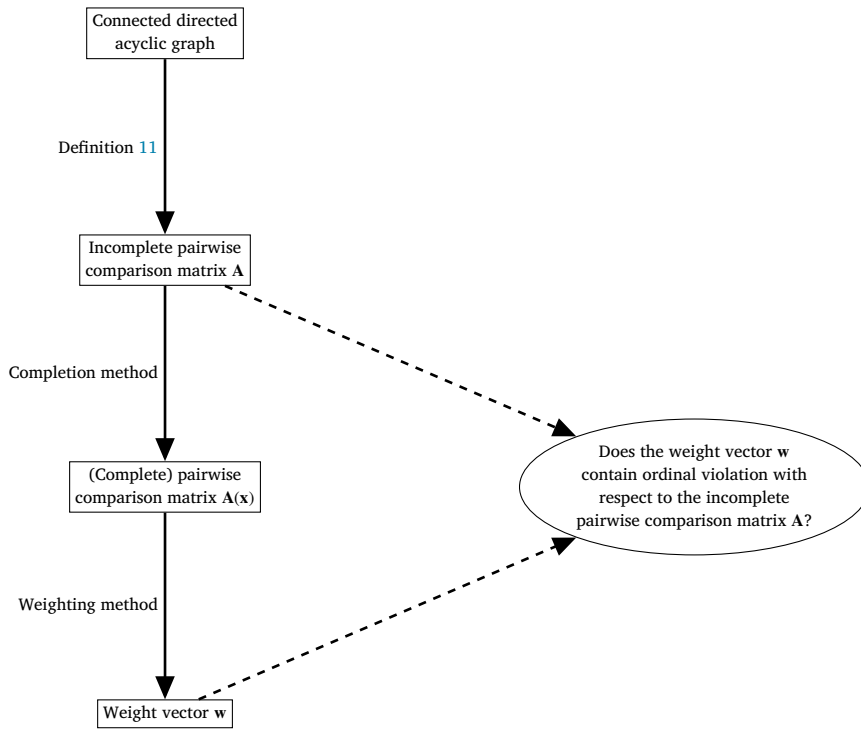 Connected directed
acyclic graph
Definition 11
Incomplete pairwise
comparison matrix A
Completion method
(Complete) pairwise
comparison matrix A(x)
Does the weight vector w
contain ordinal violation with
respect to the incomplete
pairwise comparison matrix A?
Weighting method
Weight vector w